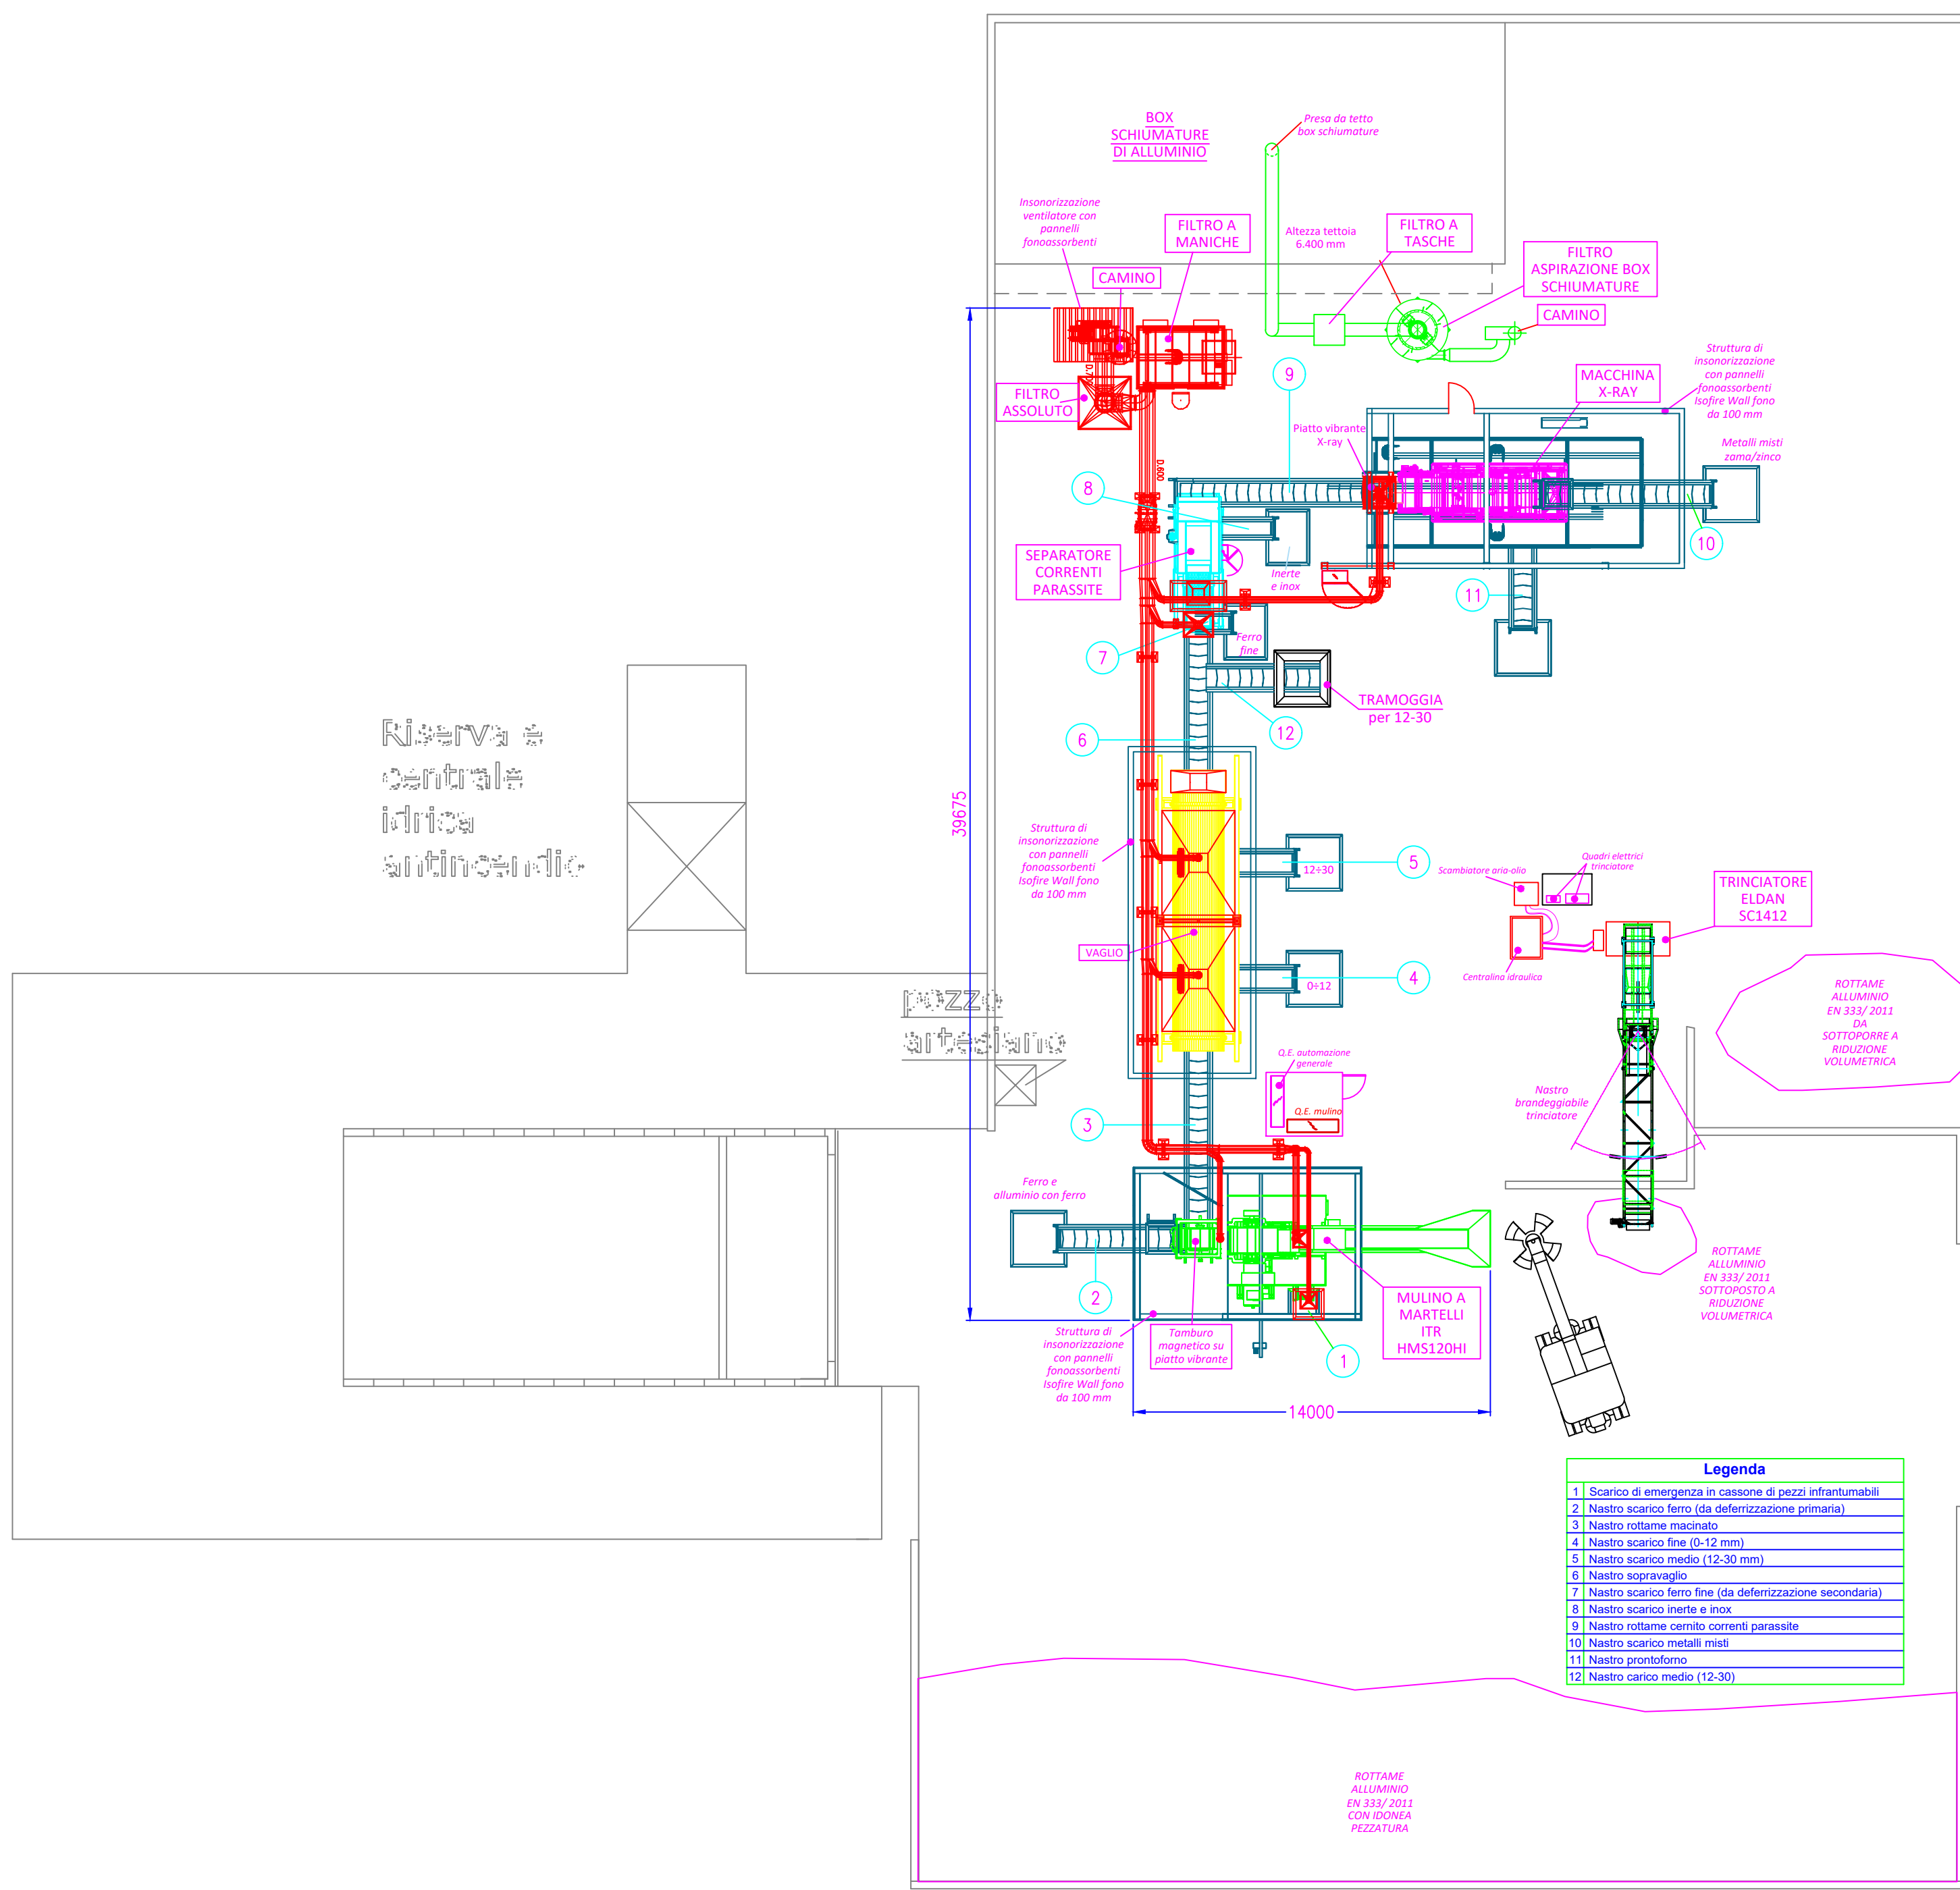 BOX
SCHIUMATURE
DI ALLUMINIO
Presa da tetto
box schiumature
Insonorizzazione
ventilatore con
pannelli
fonoassorbenti
FILTRO A
MANICHE
Altezza tettoia
6.400 mm
FILTRO A
TASCHE
FILTRO
ASPIRAZIONE BOX
SCHIUMATURE
CAMINO
CAMINO
FILTRO
ASSOLUTO
9
MACCHINA
X-RAY
Struttura di
insonorizzazione
con pannelli
fonoassorbenti
Isofire Wall fono
da 100 mm
Piatto vibrante
X-ray
Metalli misti
zama/zinco
D.600
8
10
SEPARATORE
CORRENTI
PARASSITE
Inerte
e inox
11
7
Ferro
fine
TRAMOGGIA
per 12-30
6
12
Riserva e
centrale
idrica
antincendio
39675
Struttura di
insonorizzazione
con pannelli
fonoassorbenti
Isofire Wall fono
da 100 mm
12÷30
5
Scambiatore aria-olio
Quadri elettrici
trinciatore
TRINCIATORE
ELDAN
SC1412
VAGLIO
0÷12
4
Centralina idraulica
pozzo
artesiano
ROTTAME
ALLUMINIO
EN 333/ 2011
DA
SOTTOPORRE A
RIDUZIONE
VOLUMETRICA
Q.E. automazione
generale
Q.E. mulino
Nastro
brandeggiabile
trinciatore
3
Ferro e
alluminio con ferro
2
MULINO A
MARTELLI
ITR
HMS120HI
ROTTAME
ALLUMINIO
EN 333/ 2011
SOTTOPOSTO A
RIDUZIONE
VOLUMETRICA
Struttura di
insonorizzazione
con pannelli
fonoassorbenti
Isofire Wall fono
da 100 mm
Tamburo
magnetico su
piatto vibrante
1
14000
Legenda
1 Scarico di emergenza in cassone di pezzi infrantumabili
2 Nastro scarico ferro (da deferrizzazione primaria)
3 Nastro rottame macinato
4 Nastro scarico fine (0-12 mm)
5 Nastro scarico medio (12-30 mm)
6 Nastro sopravaglio
7 Nastro scarico ferro fine (da deferrizzazione secondaria)
8 Nastro scarico inerte e inox
9 Nastro rottame cernito correnti parassite
10 Nastro scarico metalli misti
11 Nastro prontoforno
12 Nastro carico medio (12-30)
ROTTAME
ALLUMINIO
EN 333/ 2011
CON IDONEA
PEZZATURA